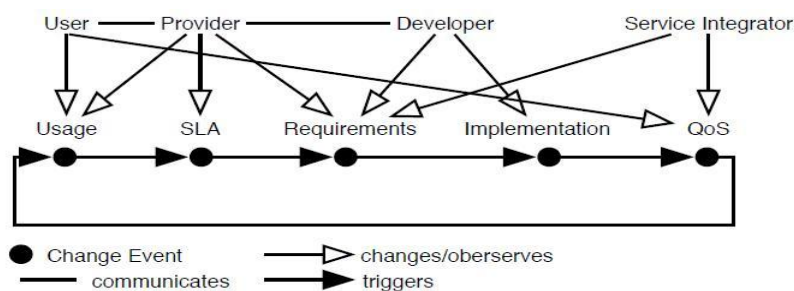 User Provider Developer Service Integrator
Usage SLA Requirements Implementation QoS
Change Event changes/oberserves
communicates triggers